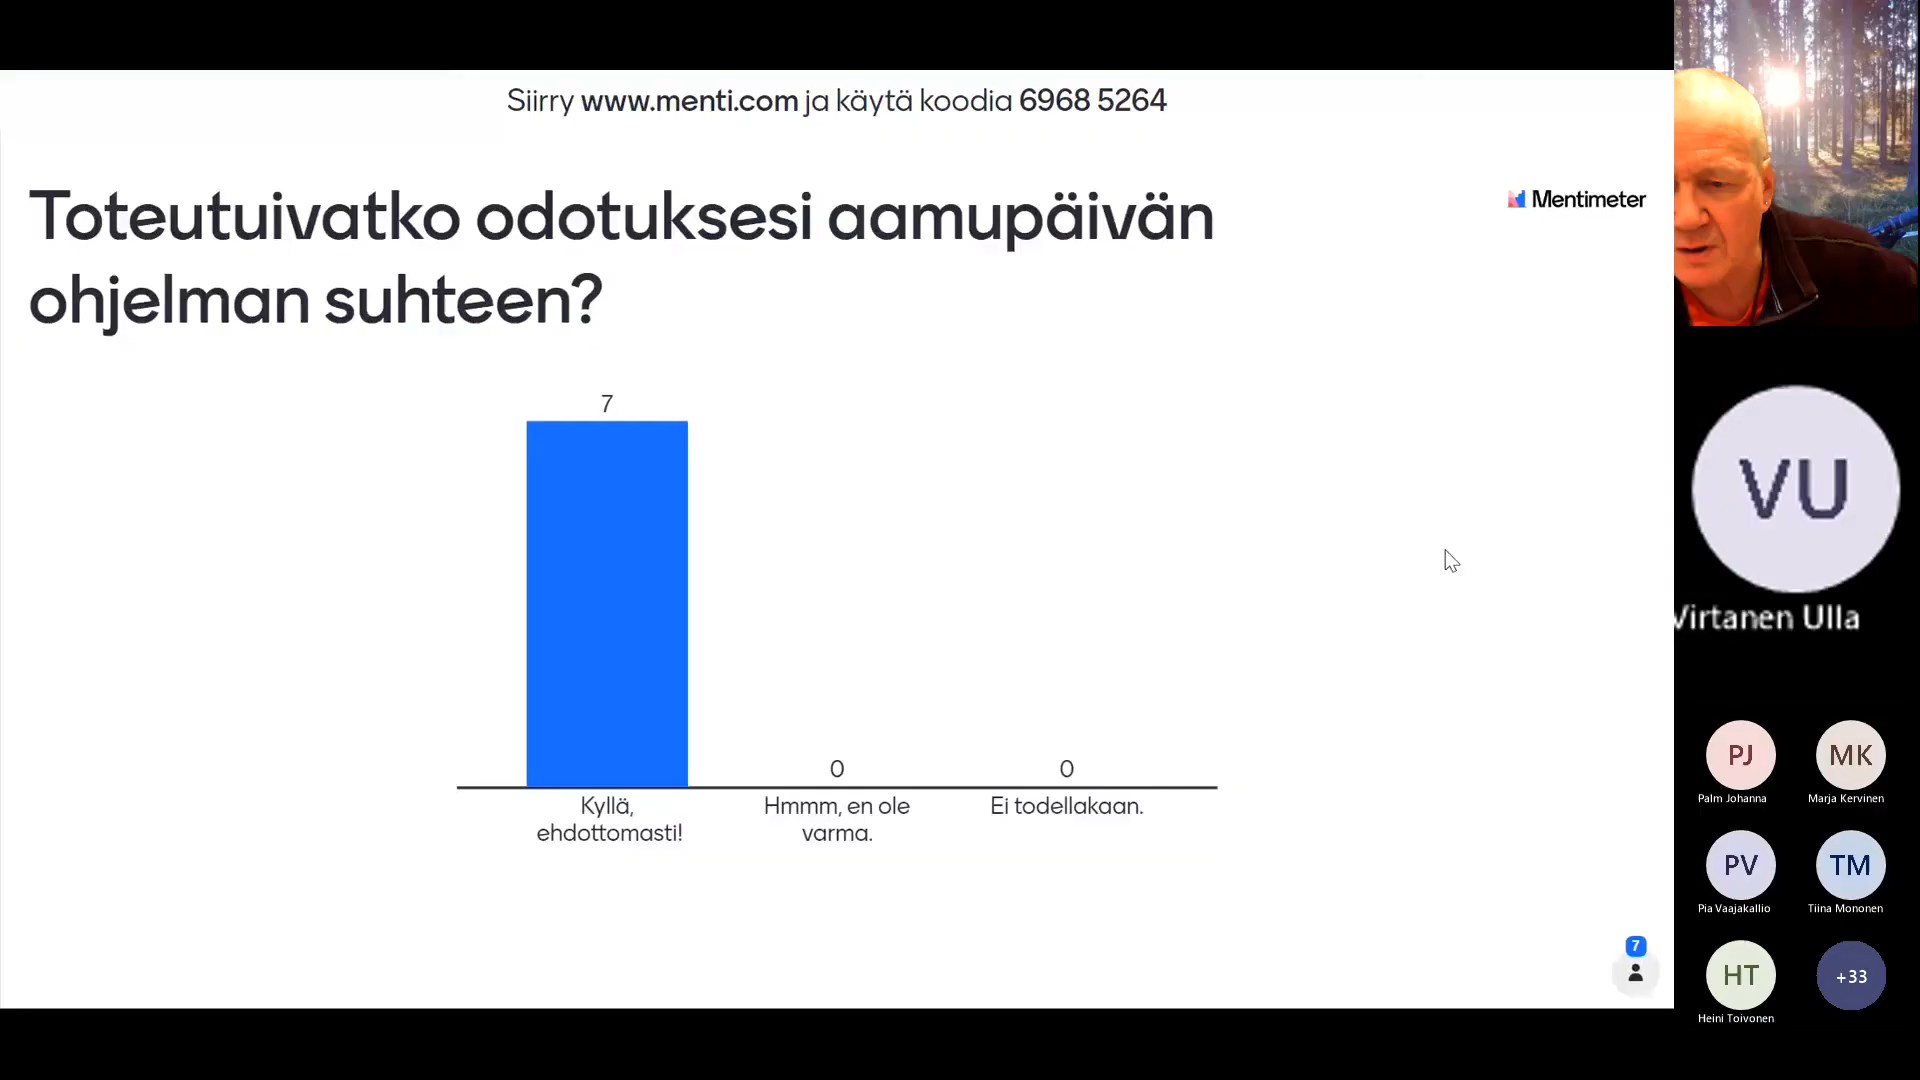 Siirry www.menti.com ja käytä koodia 6968 5264
Toteutuivatko odotuksesi aamupäivän
ohjelman suhteen?
Mentimeter
7
0
0
Kyllä,
ehdottomasti!
Hmmm, en ole
varma.
Ei todellakaan.
7
VU
Virtanen Ulla
PJ
Palm Johanna
MK
Marja Kervinen
PV
Pia Vaajakallio
TM
Tiina Mononen
HT
Heini Toivonen
+33